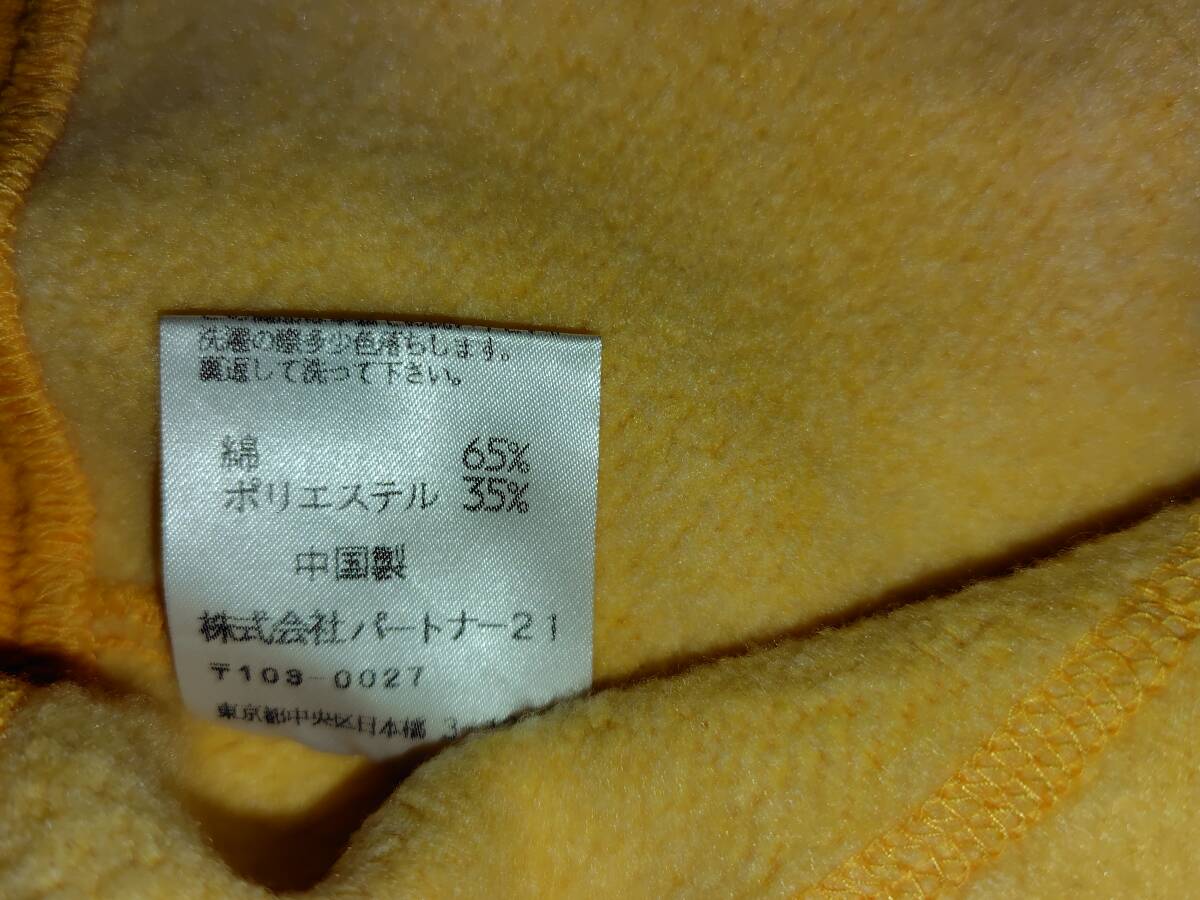 洗濯の際多少色落ちします。
裏返して洗って下さい。
綿 65%
ポリエステル 35%
中国製
株式会社パートナー21
〒103-0027
東京都中央区日本橋 3